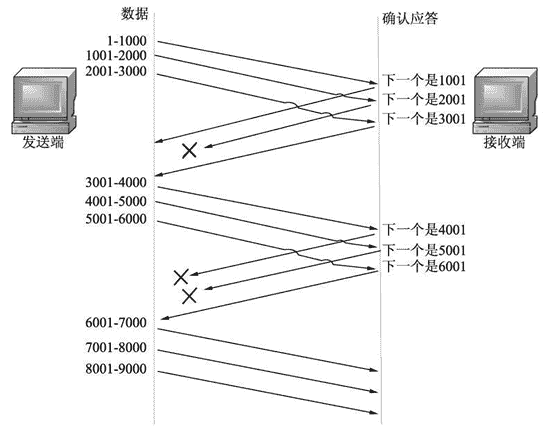 数据
确认应答
1-1000
1001-2000
2001-3000
下一个是1001
下一个是2001
下一个是3001
发送端
接收端
3001-4000
4001-5000
5001-6000
下一个是4001
下一个是5001
下一个是6001
6001-7000
7001-8000
8001-9000